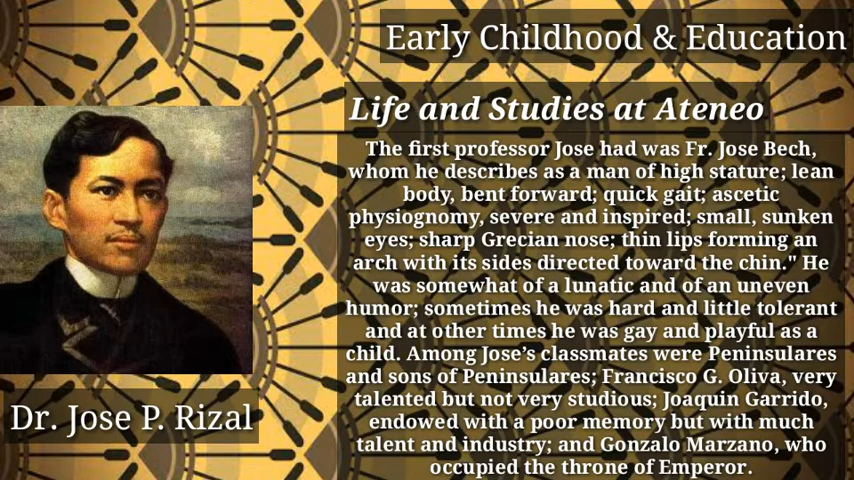 Early Childhood & Education
Life and Studies at Ateneo
The first professor Jose had was Fr. Jose Bech,
whom he describes as a man of high stature; lean
body, bent forward; quick gait; ascetic
physiognomy, severe and inspired; small, sunken
eyes; sharp Grecian nose; thin lips forming an
arch with its sides directed toward the chin." He
was somewhat of a lunatic and of an uneven
humor; sometimes he was hard and little tolerant
and at other times he was gay and playful as a
child. Among Jose’s classmates were Peninsulares
and sons of Peninsulares; Francisco G. Oliva, very
talented but not very studious; Joaquin Garrido,
endowed with a poor memory but with much
talent and industry; and Gonzalo Marzano, who
occupied the throne of Emperor.
Dr. Jose P. Rizal